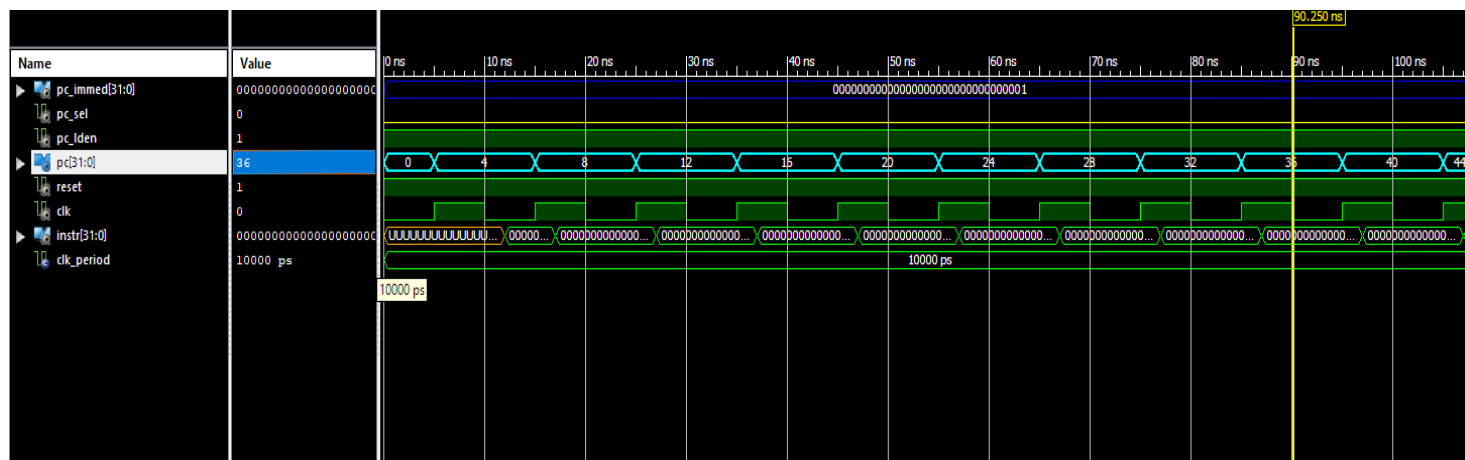 90.250 ns
Name Value 0 ns 10 ns 20 ns 30 ns 40 ns 50 ns 60 ns 70 ns 80 ns 90 ns 100 ns
pc_immed[31:0] 00000000000000000000 00000000000000000000000000000001
pc_sel 0
pc_lden 1
pc[31:0] 36 0 4 8 12 16 20 24 28 32 36 40 44
reset 1
clk 0
instr[31:0] 00000000000000000000 UUUUUUUUUUUUU... 00000... 0000000000000... 0000000000000... 0000000000000... 0000000000000... 0000000000000... 0000000000000... 0000000000000... 0000000000000... 0000000000000...
clk_period 10000 ps 10000 ps
10000 ps